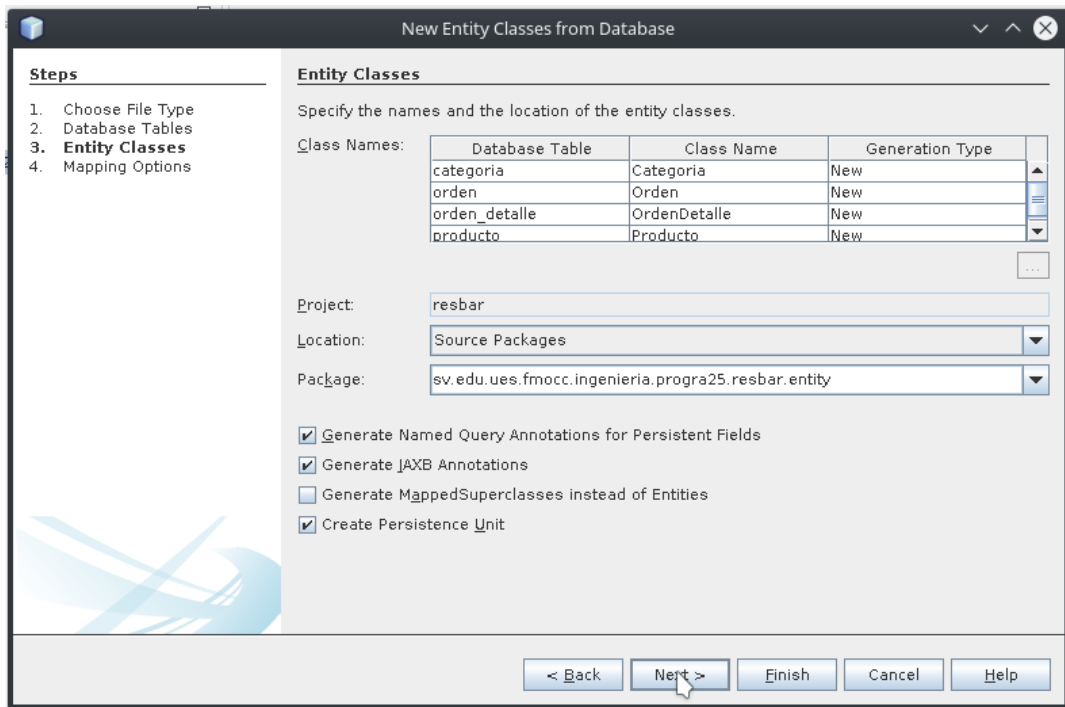 New Entity Classes from Database
Steps
1. Choose File Type
2. Database Tables
3. Entity Classes
4. Mapping Options
Entity Classes
Specify the names and the location of the entity classes.
Class Names:
Database Table Class Name Generation Type
categoria Categoria New
orden Orden New
orden_detalle OrdenDetalle New
producto Producto New
...
Project: resbar
Location: Source Packages
Package: sv.edu.ues.fmocc.ingenieria.progra25.resbar.entity
Generate Named Query Annotations for Persistent Fields
Generate JAXB Annotations
Generate MappedSuperclasses instead of Entities
Create Persistence Unit
< Back Next > Finish Cancel Help